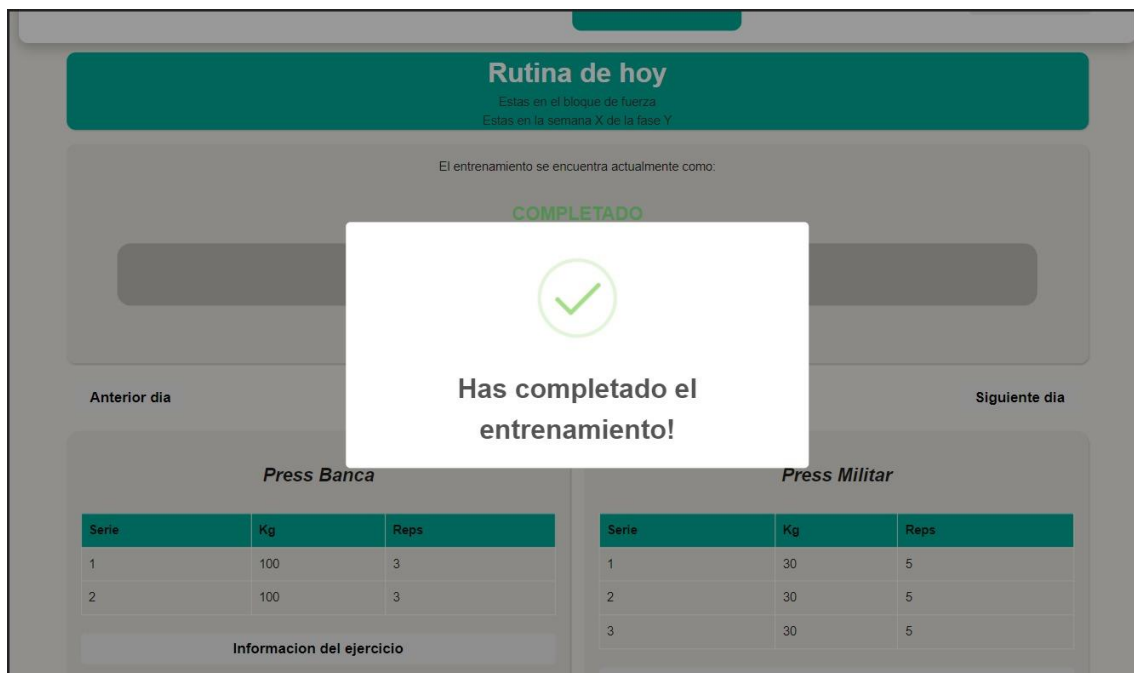 Rutina de hoy
Estas en el bloque de fuerza
Estas en la semana X de la fase Y
El entrenamiento se encuentra actualmente como:
COMPLETADO
Has completado el
entrenamiento!
Anterior dia
Siguiente dia
Press Banca
Serie Kg Reps
1 100 3
2 100 3
Informacion del ejercicio
Press Militar
Serie Kg Reps
1 30 5
2 30 5
3 30 5